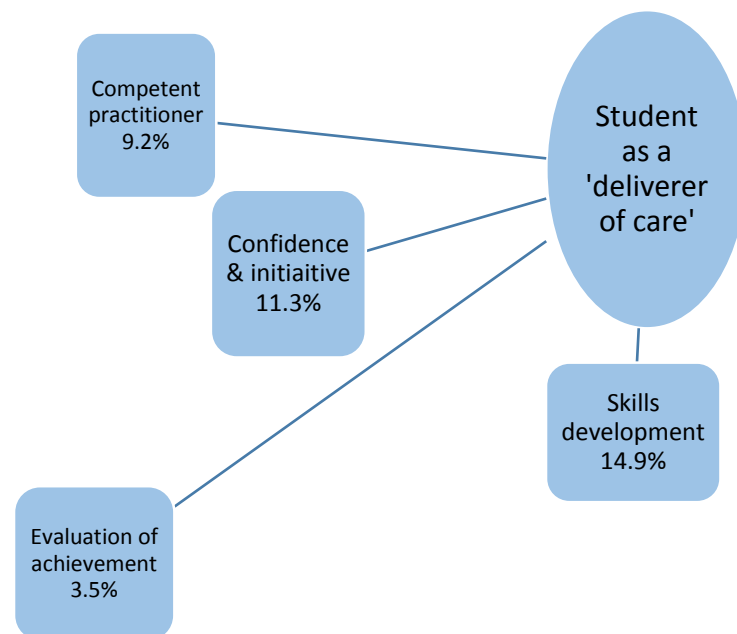 Competent
practitioner
9.2%
Student
as a
'deliverer
of care'
Confidence
& initiaitive
11.3%
Skills
development
14.9%
Evaluation of
achievement
3.5%